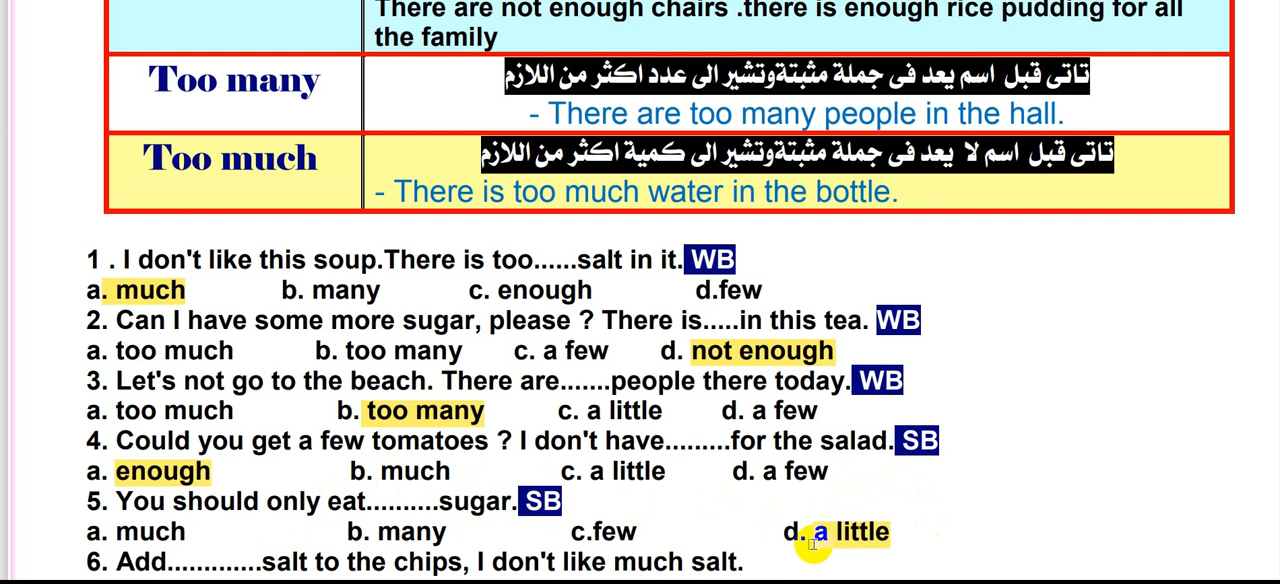 There are not enough chairs .there is enough rice pudding for all
the family
Too many
تاتى قبل اسم يعد فى جملة مثبتةوتشير الى عدد اكثر من اللازم
- There are too many people in the hall.
Too much
تاتى قبل اسم لا يعد فى جملة مثبتةوتشير الى كمية اكثر من اللازم
- There is too much water in the bottle.
1 . I don't like this soup.There is too......salt in it. WB
a. much b. many c. enough d.few
2. Can I have some more sugar, please ? There is.....in this tea. WB
a. too much b. too many c. a few d. not enough
3. Let's not go to the beach. There are.......people there today. WB
a. too much b. too many c. a little d. a few
4. Could you get a few tomatoes ? I don't have.........for the salad. SB
a. enough b. much c. a little d. a few
5. You should only eat..........sugar. SB
a. much b. many c.few d. a little
6. Add.............salt to the chips, I don't like much salt.